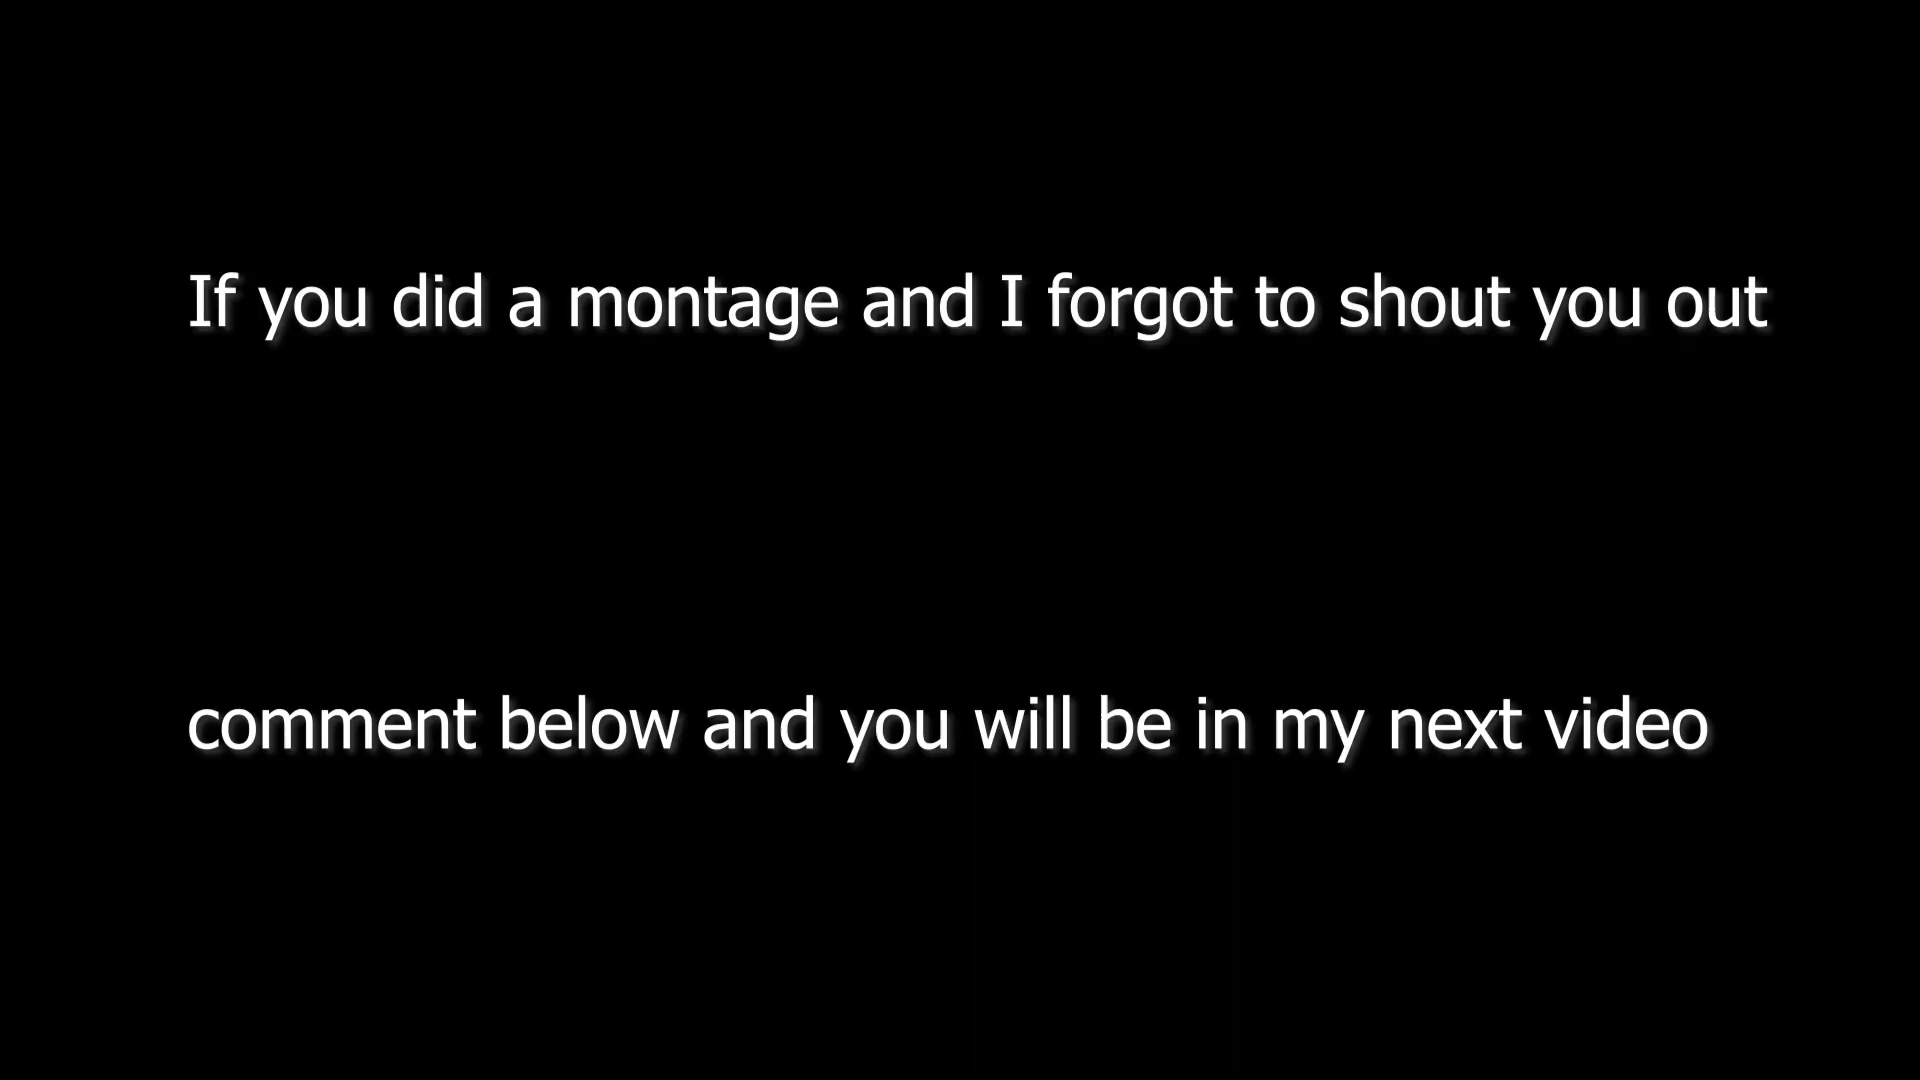 If you did a montage and I forgot to shout you out
comment below and you will be in my next video